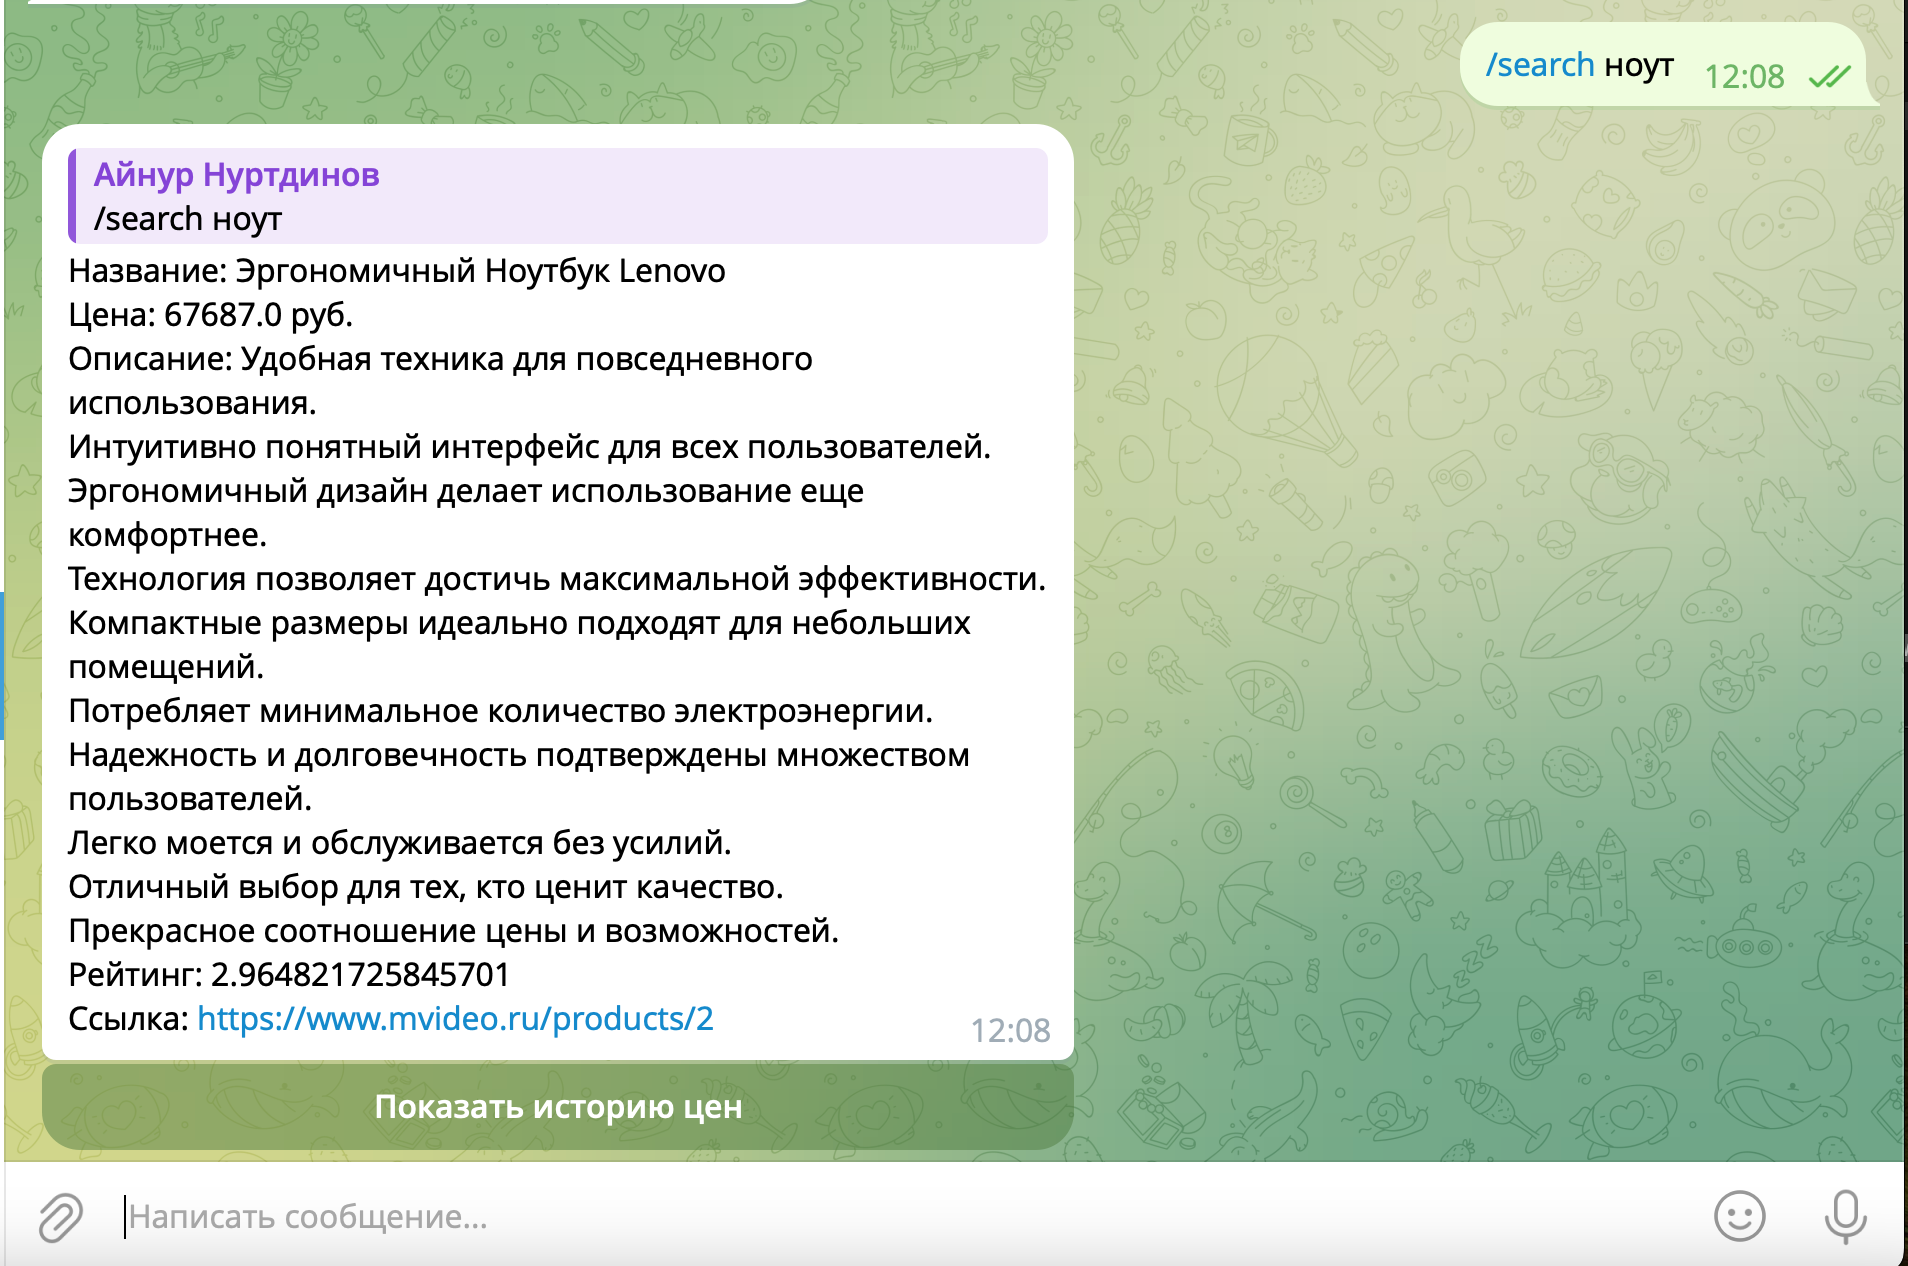 /search ноут 12:08
Айнур Нуртдинов
/search ноут
Название: Эргономичный Ноутбук Lenovo
Цена: 67687.0 руб.
Описание: Удобная техника для повседневного
использования.
Интуитивно понятный интерфейс для всех пользователей.
Эргономичный дизайн делает использование еще
комфортнее.
Технология позволяет достичь максимальной эффективности.
Компактные размеры идеально подходят для небольших
помещений.
Потребляет минимальное количество электроэнергии.
Надежность и долговечность подтверждены множеством
пользователей.
Легко моется и обслуживается без усилий.
Отличный выбор для тех, кто ценит качество.
Прекрасное соотношение цены и возможностей.
Рейтинг: 2.964821725845701
Ссылка: https://www.mvideo.ru/products/2 12:08
Показать историю цен
Написать сообщение...